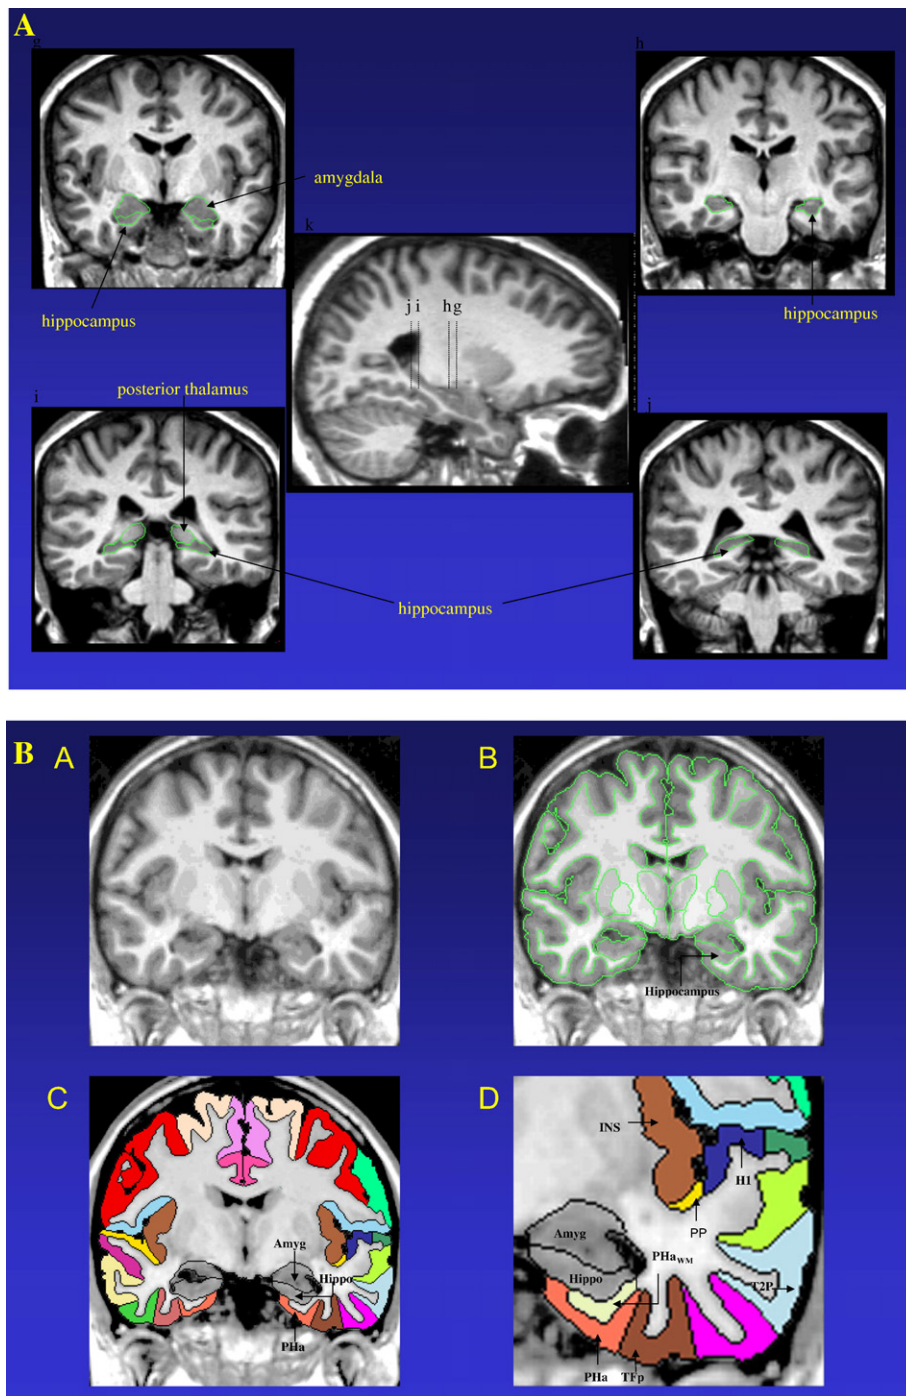 A
g
h
amygdala
k
j i h g
hippocampus
hippocampus
posterior thalamus
i
j
hippocampus
B
A
B
Hippocampus
C
D
INS
H1
PP
Amyg
Amyg
PHaWM
Hippo
Hippo
T2P
PHa
PHa
TFp